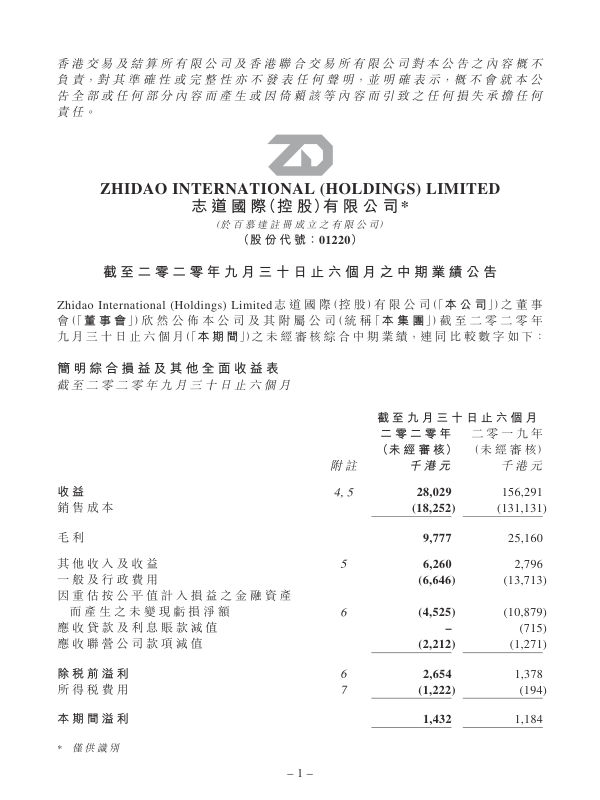 香港交易及結算所有限公司及香港聯合交易所有限公司對本公告之內容概不
負責，對其準確性或完整性亦不發表任何聲明，並明確表示，概不會就本公
告全部或任何部分內容而產生或因倚賴該等內容而引致之任何損失承擔任何
責任。
ZHIDAO INTERNATIONAL (HOLDINGS) LIMITED
志道國際(控股)有限公司*
(於百慕達註冊成立之有限公司)
(股份代號：01220)
截至二零二零年九月三十日止六個月之中期業績公告
Zhidao International (Holdings) Limited志道國際(控股)有限公司(「本公司」)之董事
會(「董事會」)欣然公佈本公司及其附屬公司(統稱「本集團」)截至二零二零年
九月三十日止六個月(「本期間」)之未經審核綜合中期業績，連同比較數字如下：
簡明綜合損益及其他全面收益表
截至二零二零年九月三十日止六個月
截至九月三十日止六個月
二零二零年 二零一九年
(未經審核) (未經審核)
附註 千港元 千港元
收益 4, 5 28,029 156,291
銷售成本 (18,252) (131,131)
毛利 9,777 25,160
其他收入及收益 5 6,260 2,796
一般及行政費用 (6,646) (13,713)
因重估按公平值計入損益之金融資產
而產生之未變現虧損淨額 6 (4,525) (10,879)
應收貸款及利息賬款減值 – (715)
應收聯營公司款項減值 (2,212) (1,271)
除税前溢利 6 2,654 1,378
所得税費用 7 (1,222) (194)
本期間溢利 1,432 1,184
* 僅供識別
– 1 –